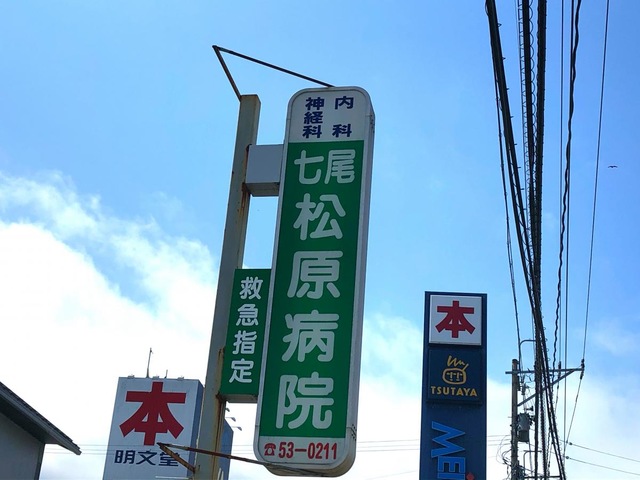 内科
神経科
七尾
松原病院
☎53-0211
救急指定
本
明文堂
本
TSUTAYA